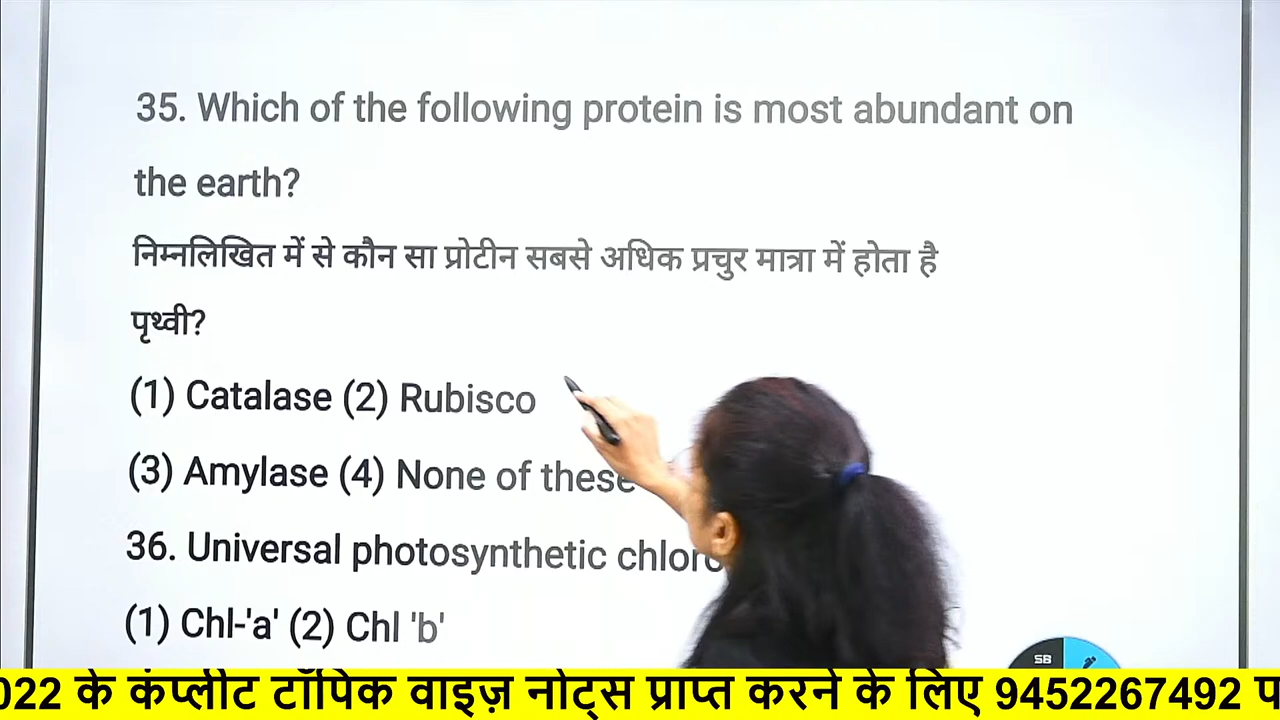 35. Which of the following protein is most abundant on
the earth?
निम्नलिखित में से कौन सा प्रोटीन सबसे अधिक प्रचुर मात्रा में होता है
पृथ्वी?
(1) Catalase (2) Rubisco
(3) Amylase (4) None of these
36. Universal photosynthetic
(1) Chl-'a' (2) Chl 'b'
SB
के कंप्लीट टॉपिक वाइज़ नोट्स प्राप्त करने के लिए 9452267492